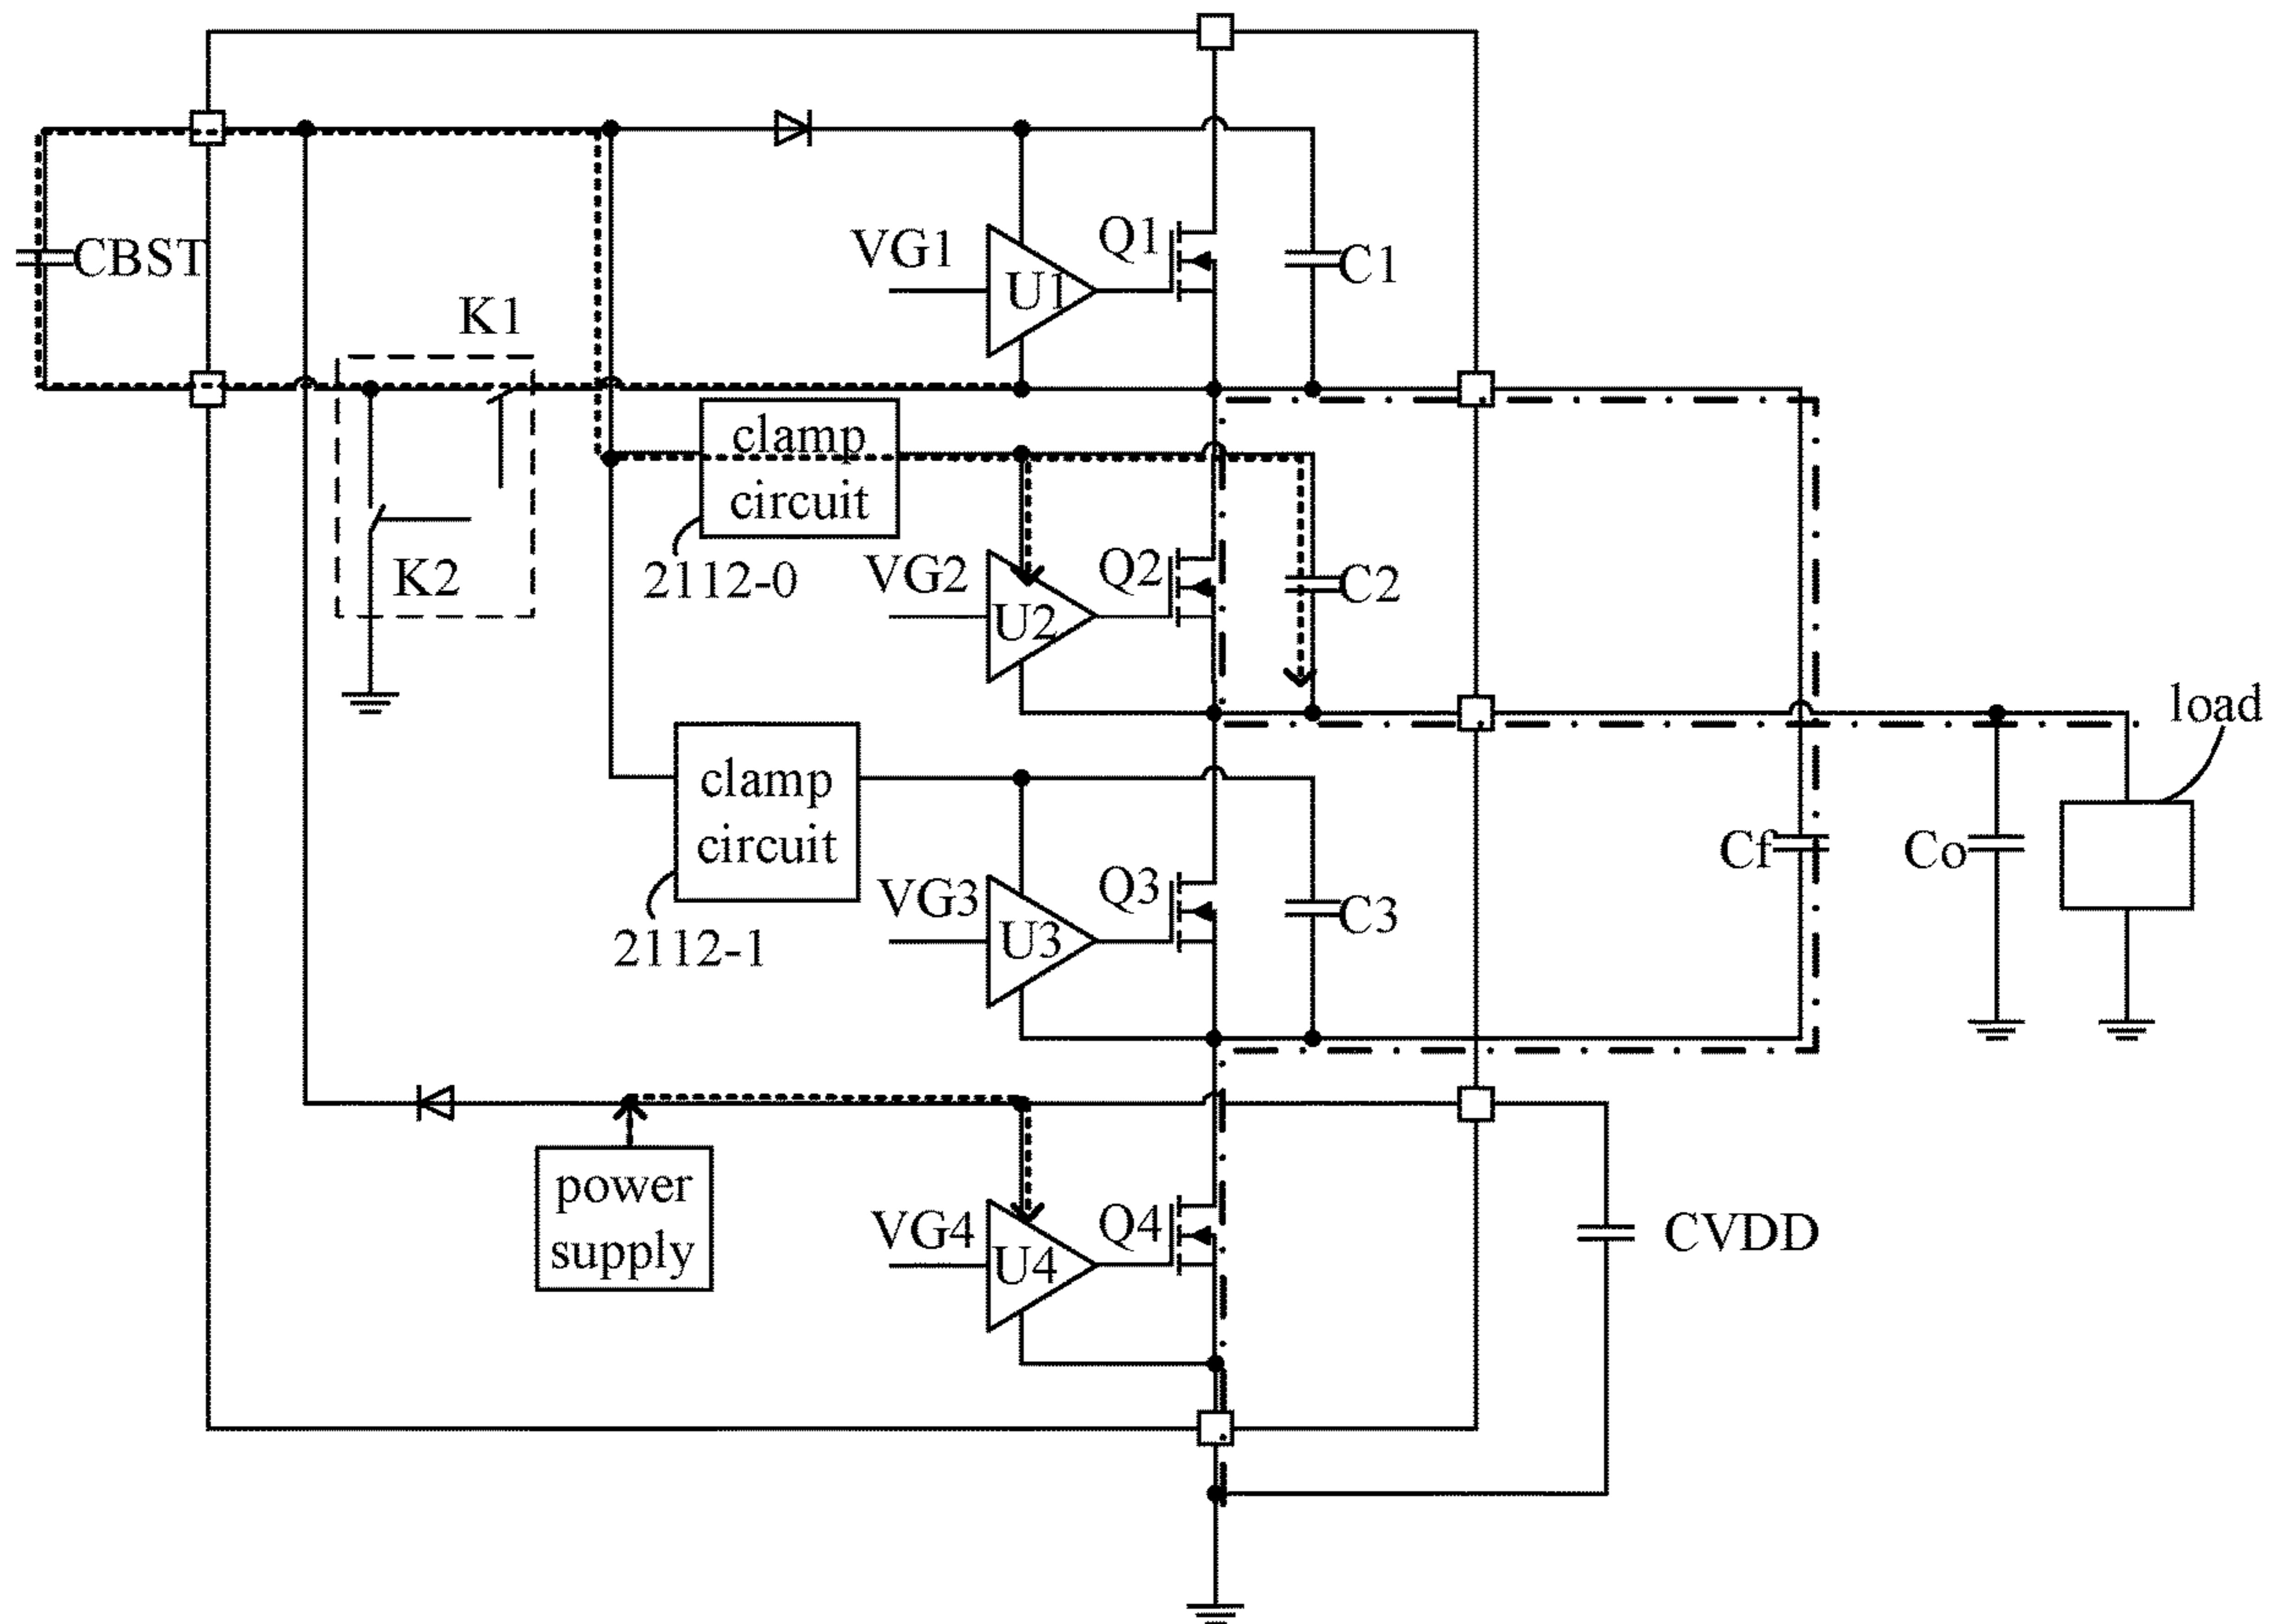 CBST
K1
K2
VG1
U1
Q1
C1
clamp
circuit
2112-0
VG2
U2
Q2
C2
clamp
circuit
2112-1
VG3
U3
Q3
C3
Cf
Co
load
power
supply
VG4
U4
Q4
CVDD